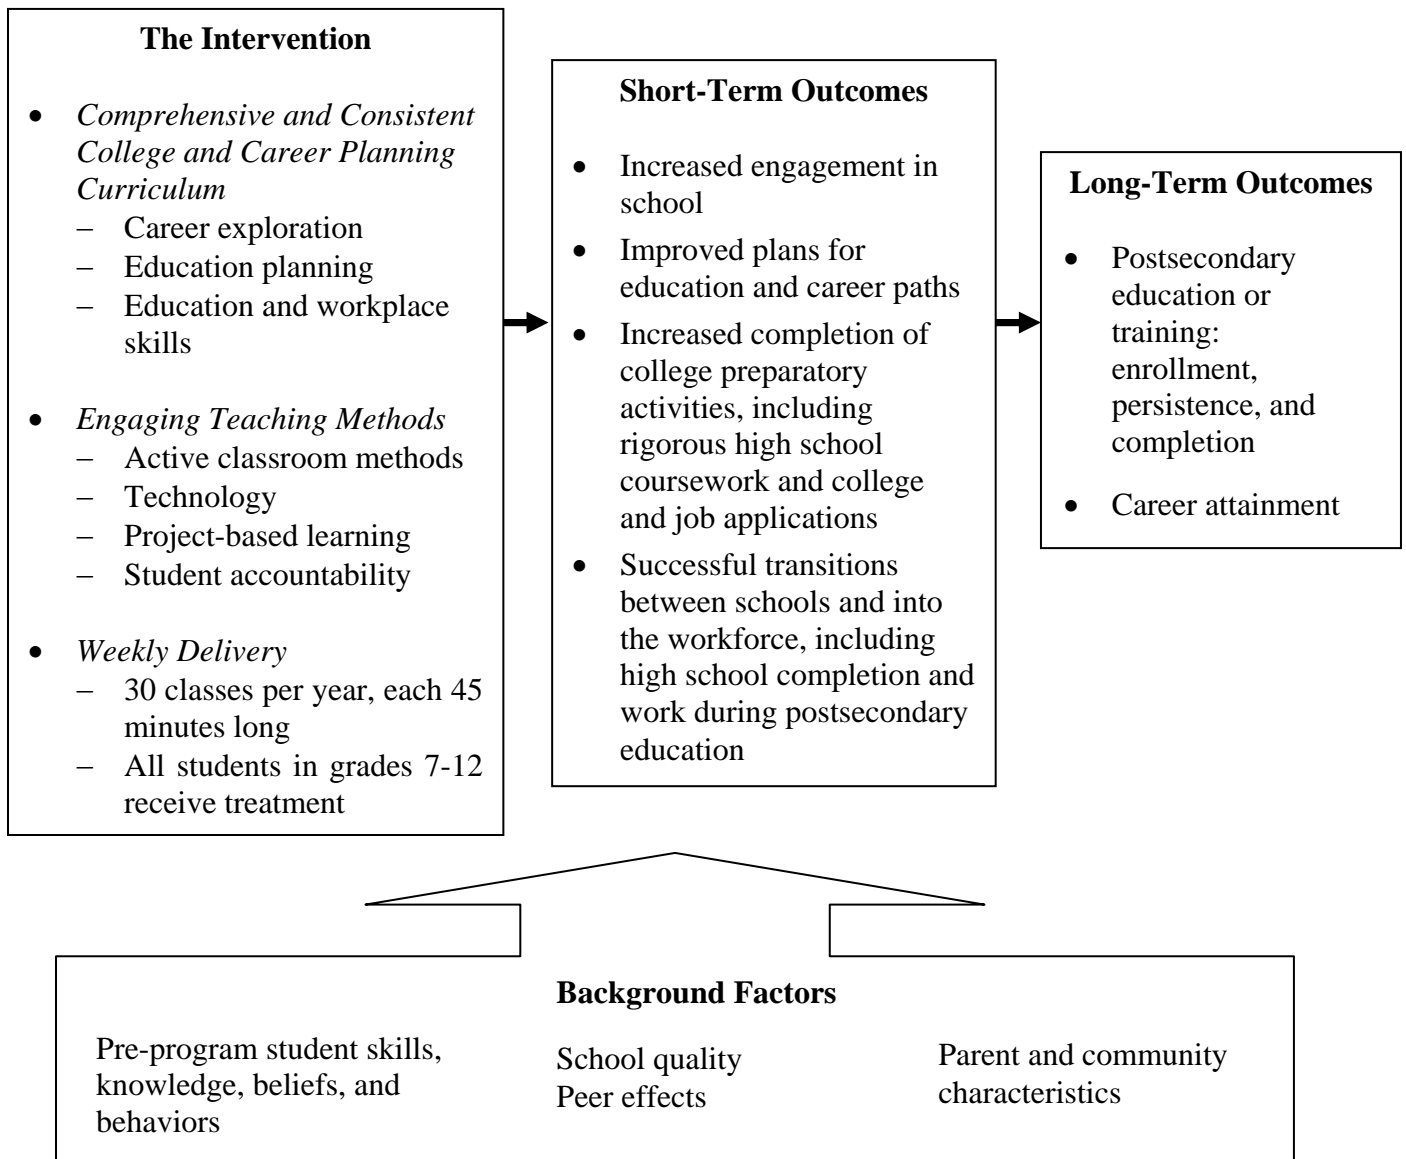 The Intervention
• Comprehensive and Consistent
College and Career Planning
Curriculum
– Career exploration
– Education planning
– Education and workplace
skills
• Engaging Teaching Methods
– Active classroom methods
– Technology
– Project-based learning
– Student accountability
• Weekly Delivery
– 30 classes per year, each 45
minutes long
– All students in grades 7-12
receive treatment
Short-Term Outcomes
• Increased engagement in
school
• Improved plans for
education and career paths
• Increased completion of
college preparatory
activities, including
rigorous high school
coursework and college
and job applications
• Successful transitions
between schools and into
the workforce, including
high school completion and
work during postsecondary
education
Long-Term Outcomes
• Postsecondary
education or
training:
enrollment,
persistence, and
completion
• Career attainment
Background Factors
Pre-program student skills,
knowledge, beliefs, and
behaviors
School quality
Peer effects
Parent and community
characteristics